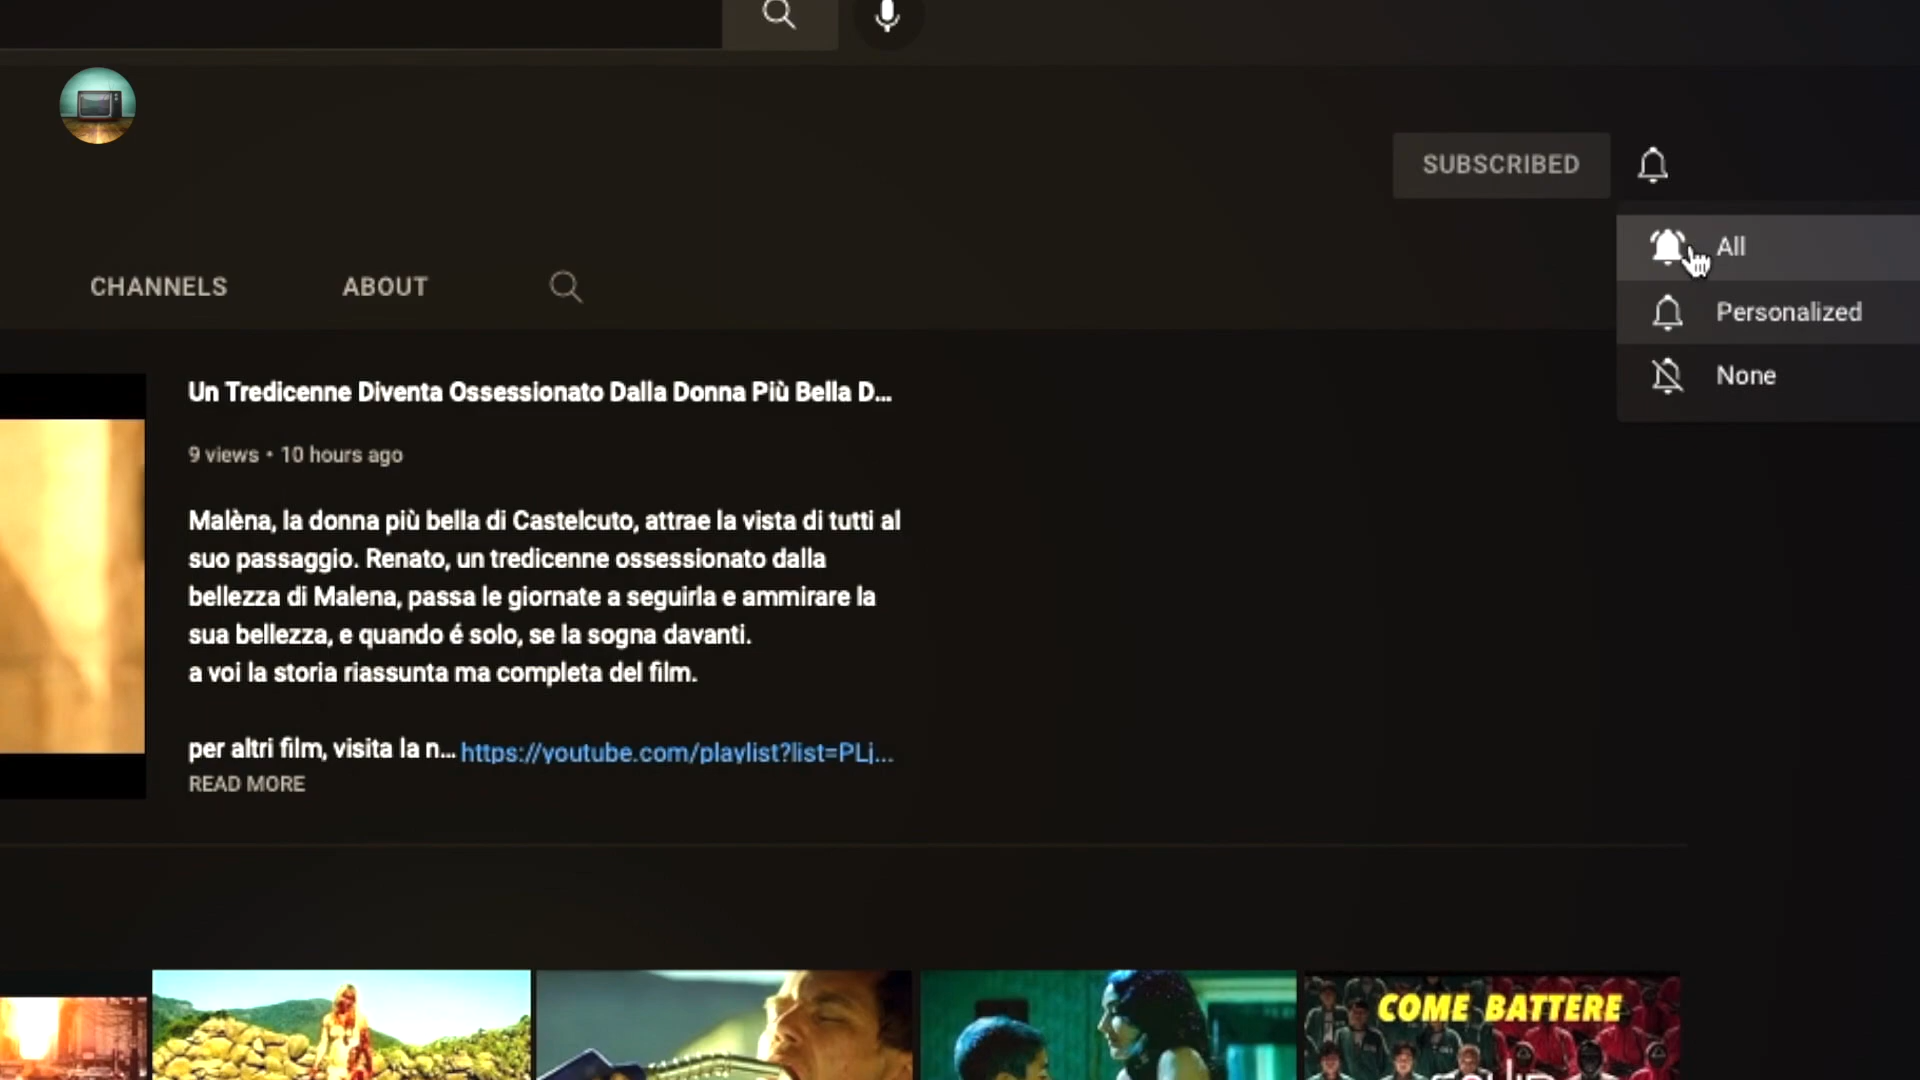 SUBSCRIBED
All
Personalized
None
CHANNELS
ABOUT
Un Tredicenne Diventa Ossessionato Dalla Donna Più Bella D...
9 views • 10 hours ago
Malèna, la donna più bella di Castelcuto, attrae la vista di tutti al
suo passaggio. Renato, un tredicenne ossessionato dalla
bellezza di Malena, passa le giornate a seguirla e ammirare la
sua bellezza, e quando é solo, se la sogna davanti.
a voi la storia riassunta ma completa del film.
per altri film, visita la n... https://youtube.com/playlist?list=PLj...
READ MORE
COME BATTERE